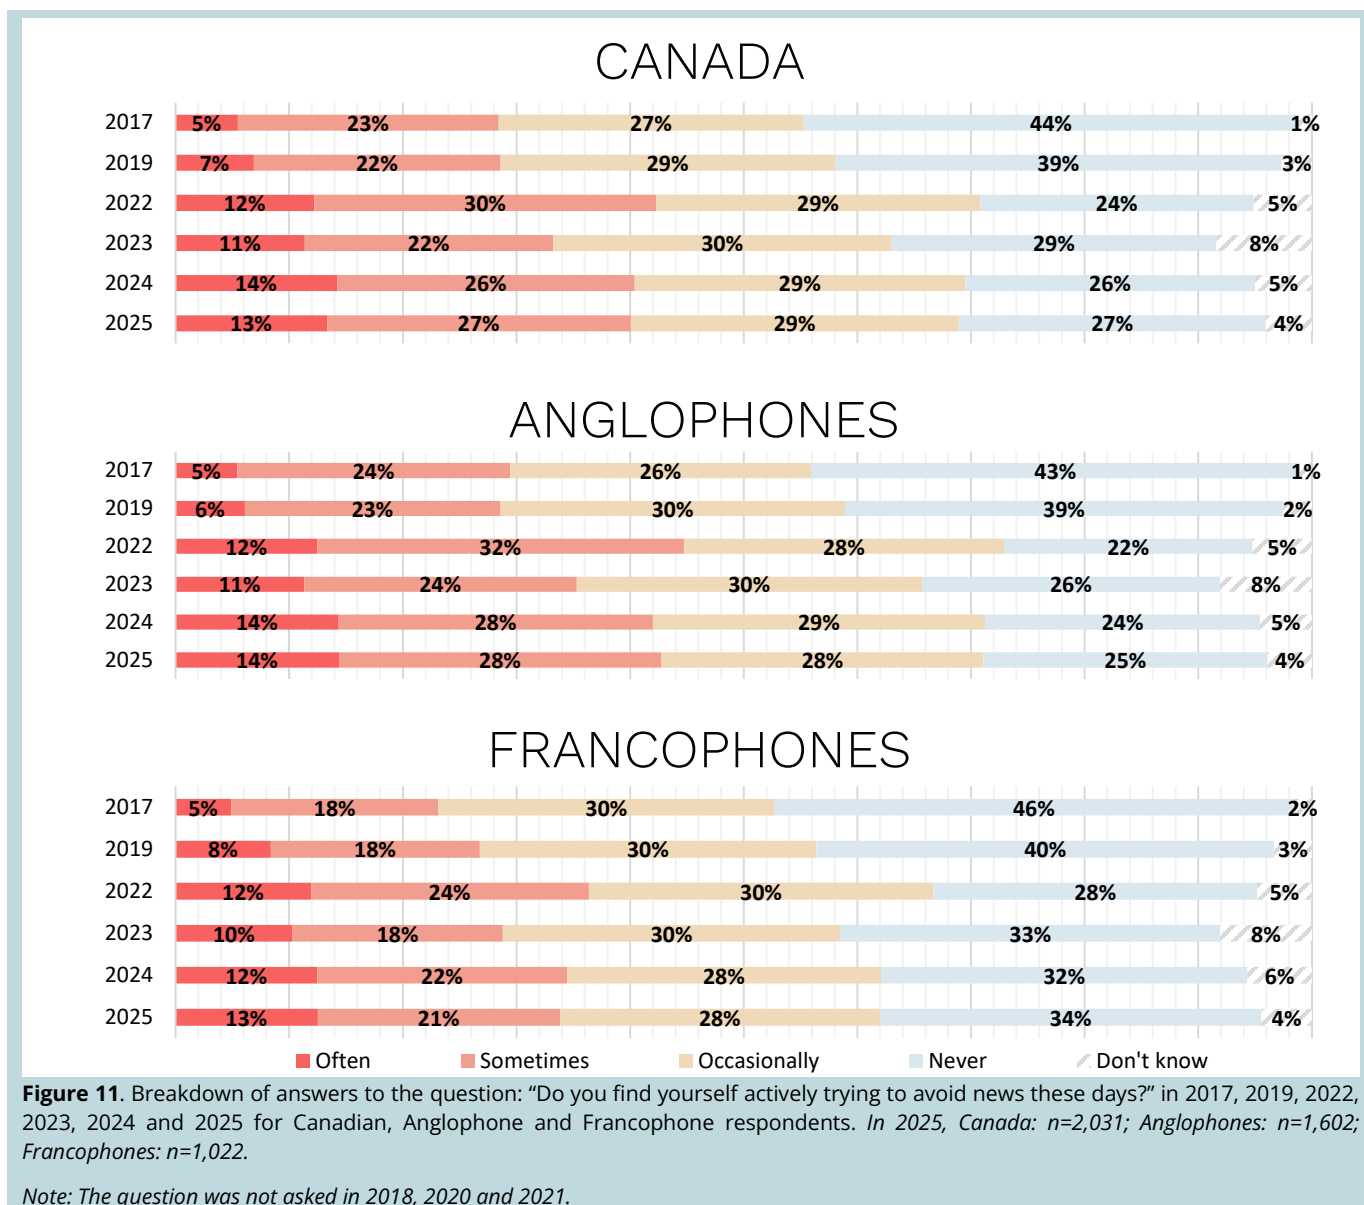 CANADA
2017 5% 23% 27% 44% 1%
2019 7% 22% 29% 39% 3%
2022 12% 30% 29% 24% 5%
2023 11% 22% 30% 29% 8%
2024 14% 26% 29% 26% 5%
2025 13% 27% 29% 27% 4%
ANGLOPHONES
2017 5% 24% 26% 43% 1%
2019 6% 23% 30% 39% 2%
2022 12% 32% 28% 22% 5%
2023 11% 24% 30% 26% 8%
2024 14% 28% 29% 24% 5%
2025 14% 28% 28% 25% 4%
FRANCOPHONES
2017 5% 18% 30% 46% 2%
2019 8% 18% 30% 40% 3%
2022 12% 24% 30% 28% 5%
2023 10% 18% 30% 33% 8%
2024 12% 22% 28% 32% 6%
2025 13% 21% 28% 34% 4%
Often Sometimes Occasionally Never Don't know
Figure 11. Breakdown of answers to the question: “Do you find yourself actively trying to avoid news these days?” in 2017, 2019, 2022,
2023, 2024 and 2025 for Canadian, Anglophone and Francophone respondents. In 2025, Canada: n=2,031; Anglophones: n=1,602;
Francophones: n=1,022.
Note: The question was not asked in 2018, 2020 and 2021.